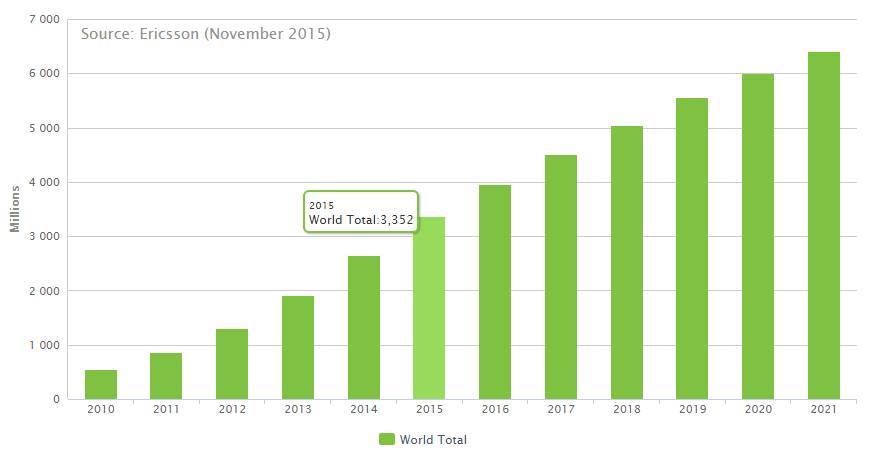 7 000
Source: Ericsson (November 2015)
6 000
5 000
4 000
2015
World Total:3,352
Millions
3 000
2 000
1 000
0
2010 2011 2012 2013 2014 2015 2016 2017 2018 2019 2020 2021
World Total